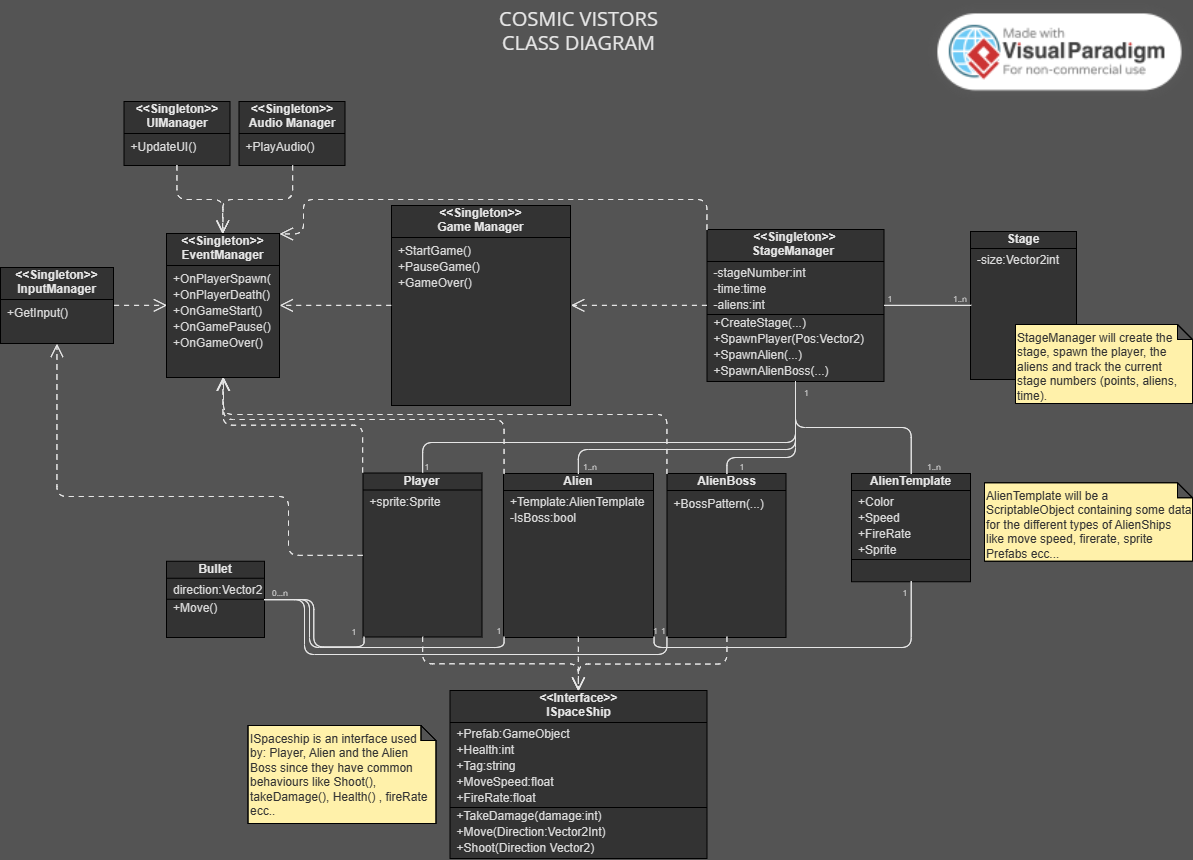 COSMIC VISTORS
CLASS DIAGRAM
Made with
VisualParadigm
For non-commercial use
<<Singleton>>
UIManager
+UpdateUI()
<<Singleton>>
Audio Manager
+PlayAudio()
<<Singleton>>
EventManager
+OnPlayerSpawn(
+OnPlayerDeath()
+OnGameStart()
+OnGamePause()
+OnGameOver()
<<Singleton>>
InputManager
+GetInput()
<<Singleton>>
Game Manager
+StartGame()
+PauseGame()
+GameOver()
<<Singleton>>
StageManager
-stageNumber:int
-time:time
-aliens:int
+CreateStage(...)
+SpawnPlayer(Pos:Vector2)
+SpawnAlien(...)
+SpawnAlienBoss(...)
1
1..n
Stage
-size:Vector2int
StageManager will create the
stage, spawn the player, the
aliens and track the current
stage numbers (points, aliens,
time).
1
1
1..n
1
1..n
Player
+sprite:Sprite
Alien
+Template:AlienTemplate
-IsBoss:bool
AlienBoss
+BossPattern(...)
AlienTemplate
+Color
+Speed
+FireRate
+Sprite
AlienTemplate will be a
ScriptableObject containing some data
for the different types of AlienShips
like move speed, firerate, sprite
Prefabs ecc...
Bullet
direction:Vector2
+Move()
0...n
1
1
1
1
1
<<Interface>>
ISpaceShip
+Prefab:GameObject
+Health:int
+Tag:string
+MoveSpeed:float
+FireRate:float
+TakeDamage(damage:int)
+Move(Direction:Vector2Int)
+Shoot(Direction Vector2)
ISpaceship is an interface used
by: Player, Alien and the Alien
Boss since they have common
behaviours like Shoot(),
takeDamage(), Health() , fireRate
ecc..